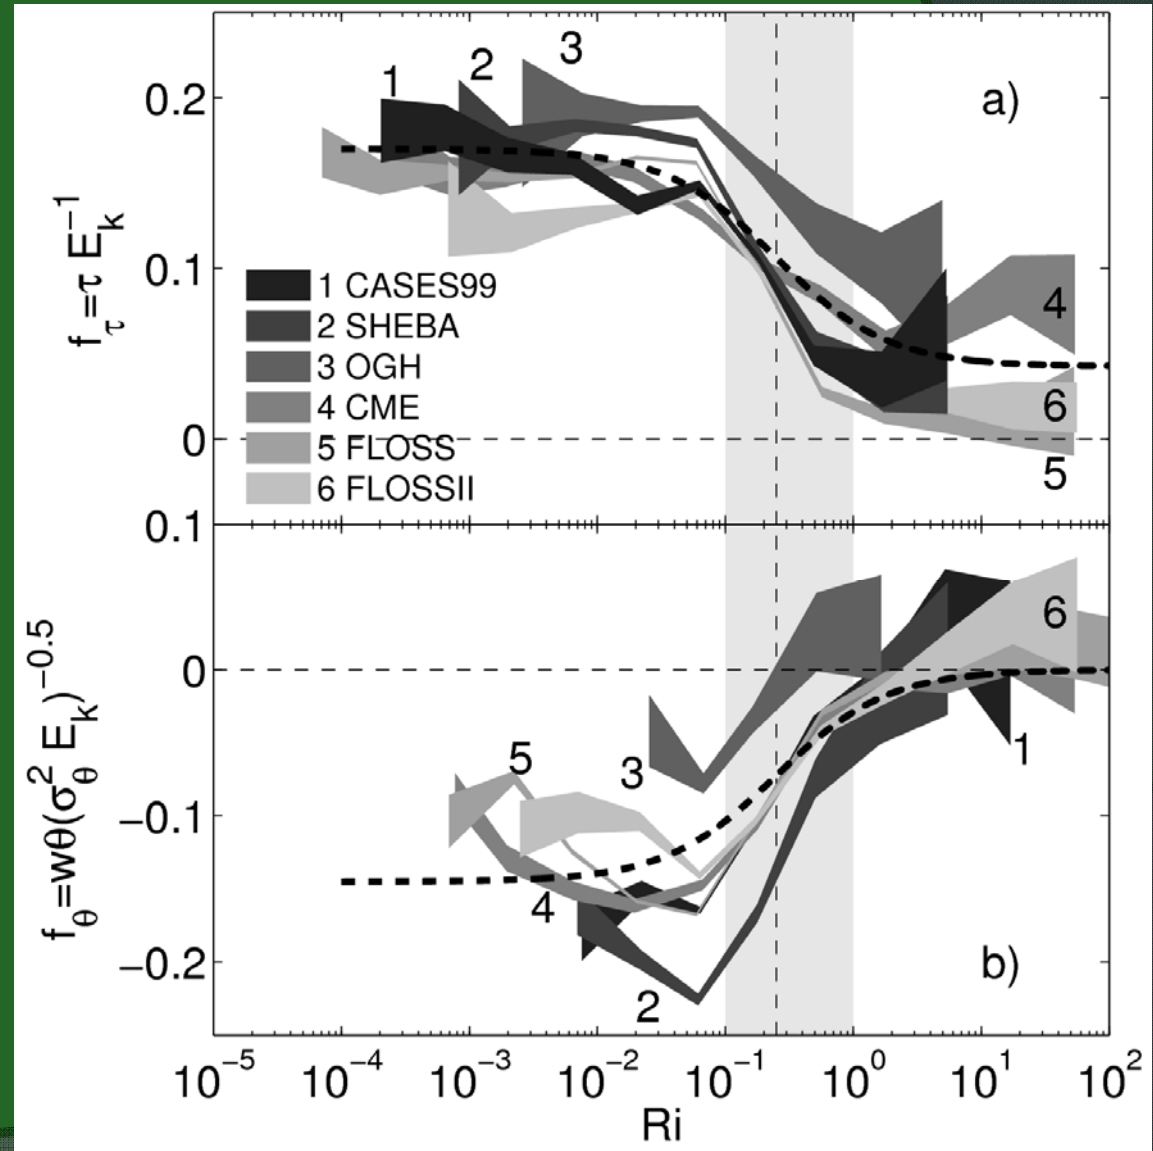 1 2 3
a)
0.2
0.1
0
f_τ=τ E_k^{-1}
1 CASES99
2 SHEBA
3 OGH
4 CME
5 FLOSS
6 FLOSSII
4
6
5
0.1
0
−0.1
−0.2
f_θ=wθ(σ_θ^2 E_k)^{−0.5}
6
5
3
1
4
2
b)
10^{−5} 10^{−4} 10^{−3} 10^{−2} 10^{−1} 10^0 10^1 10^2
Ri